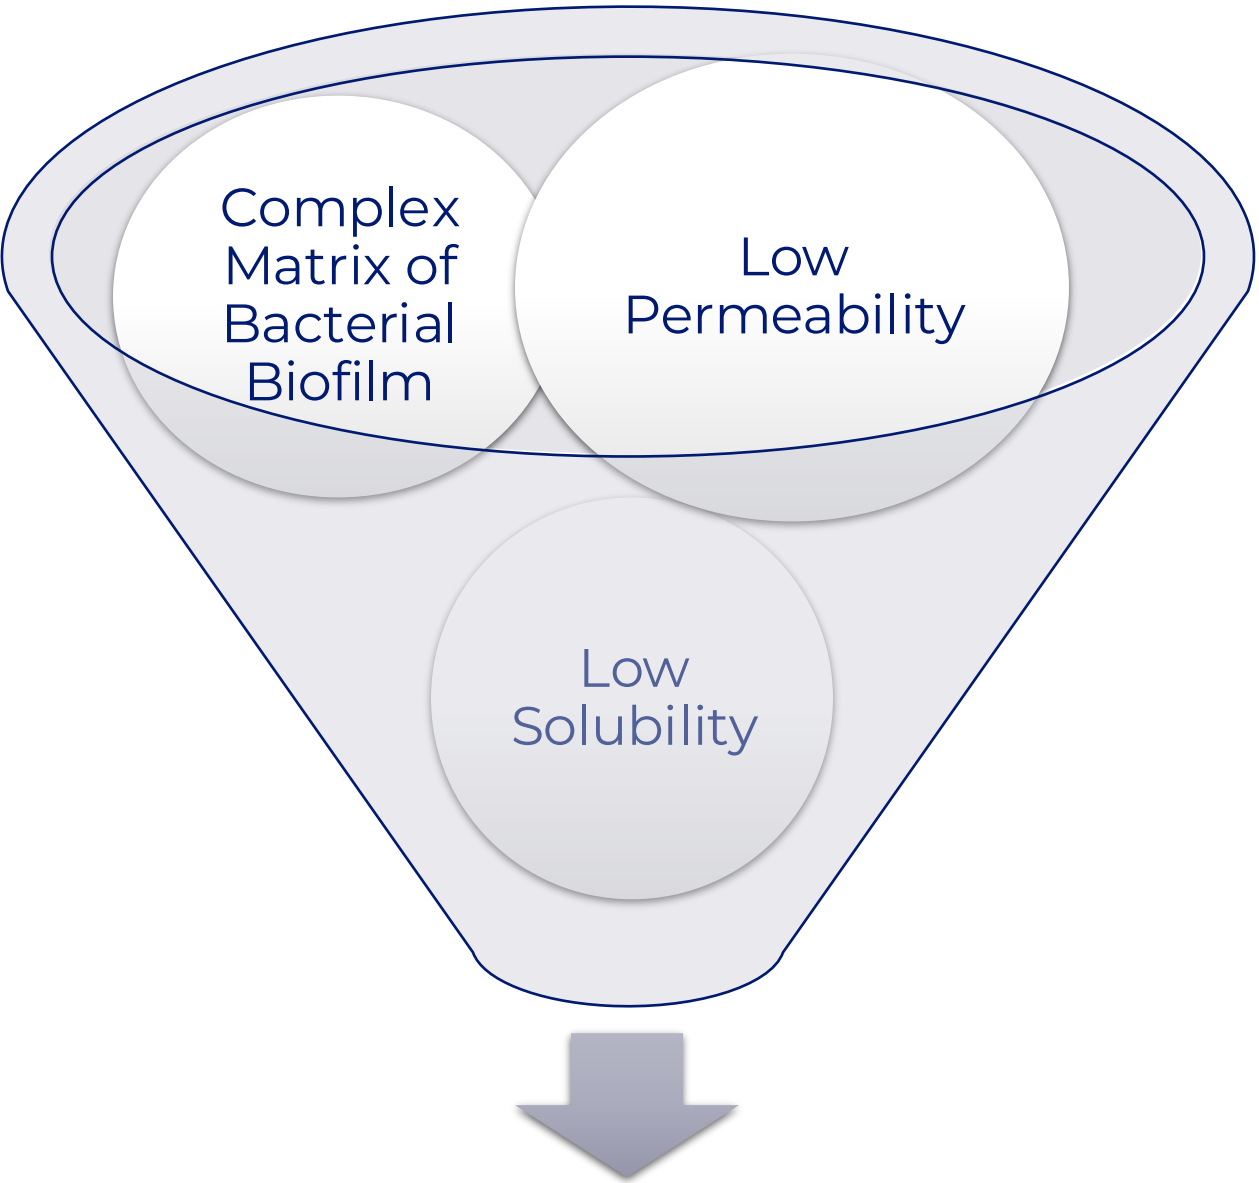 Complex
Matrix of
Bacterial
Biofilm
Low
Permeability
Low
Solubility